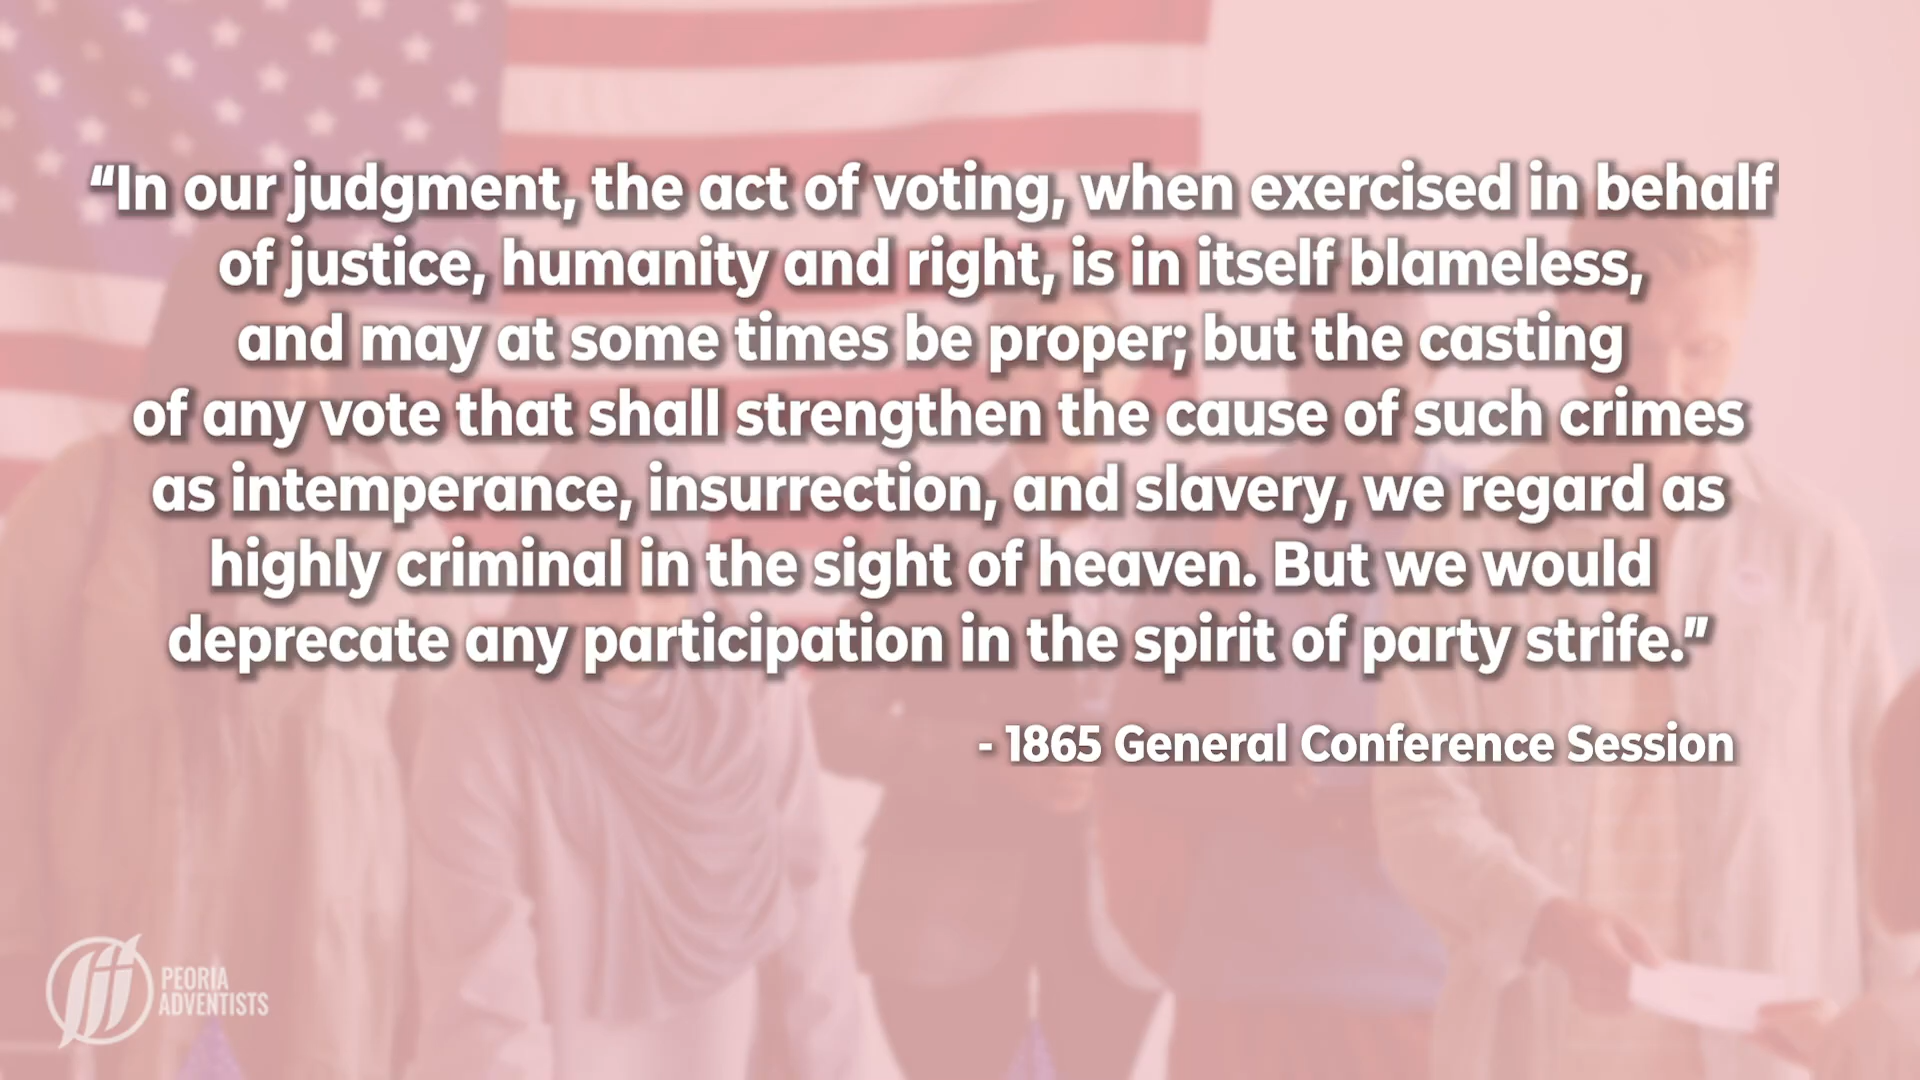 “In our judgment, the act of voting, when exercised in behalf
of justice, humanity and right, is in itself blameless,
and may at some times be proper; but the casting
of any vote that shall strengthen the cause of such crimes
as intemperance, insurrection, and slavery, we regard as
highly criminal in the sight of heaven. But we would
deprecate any participation in the spirit of party strife.”
- 1865 General Conference Session
PEORIA
ADVENTISTS